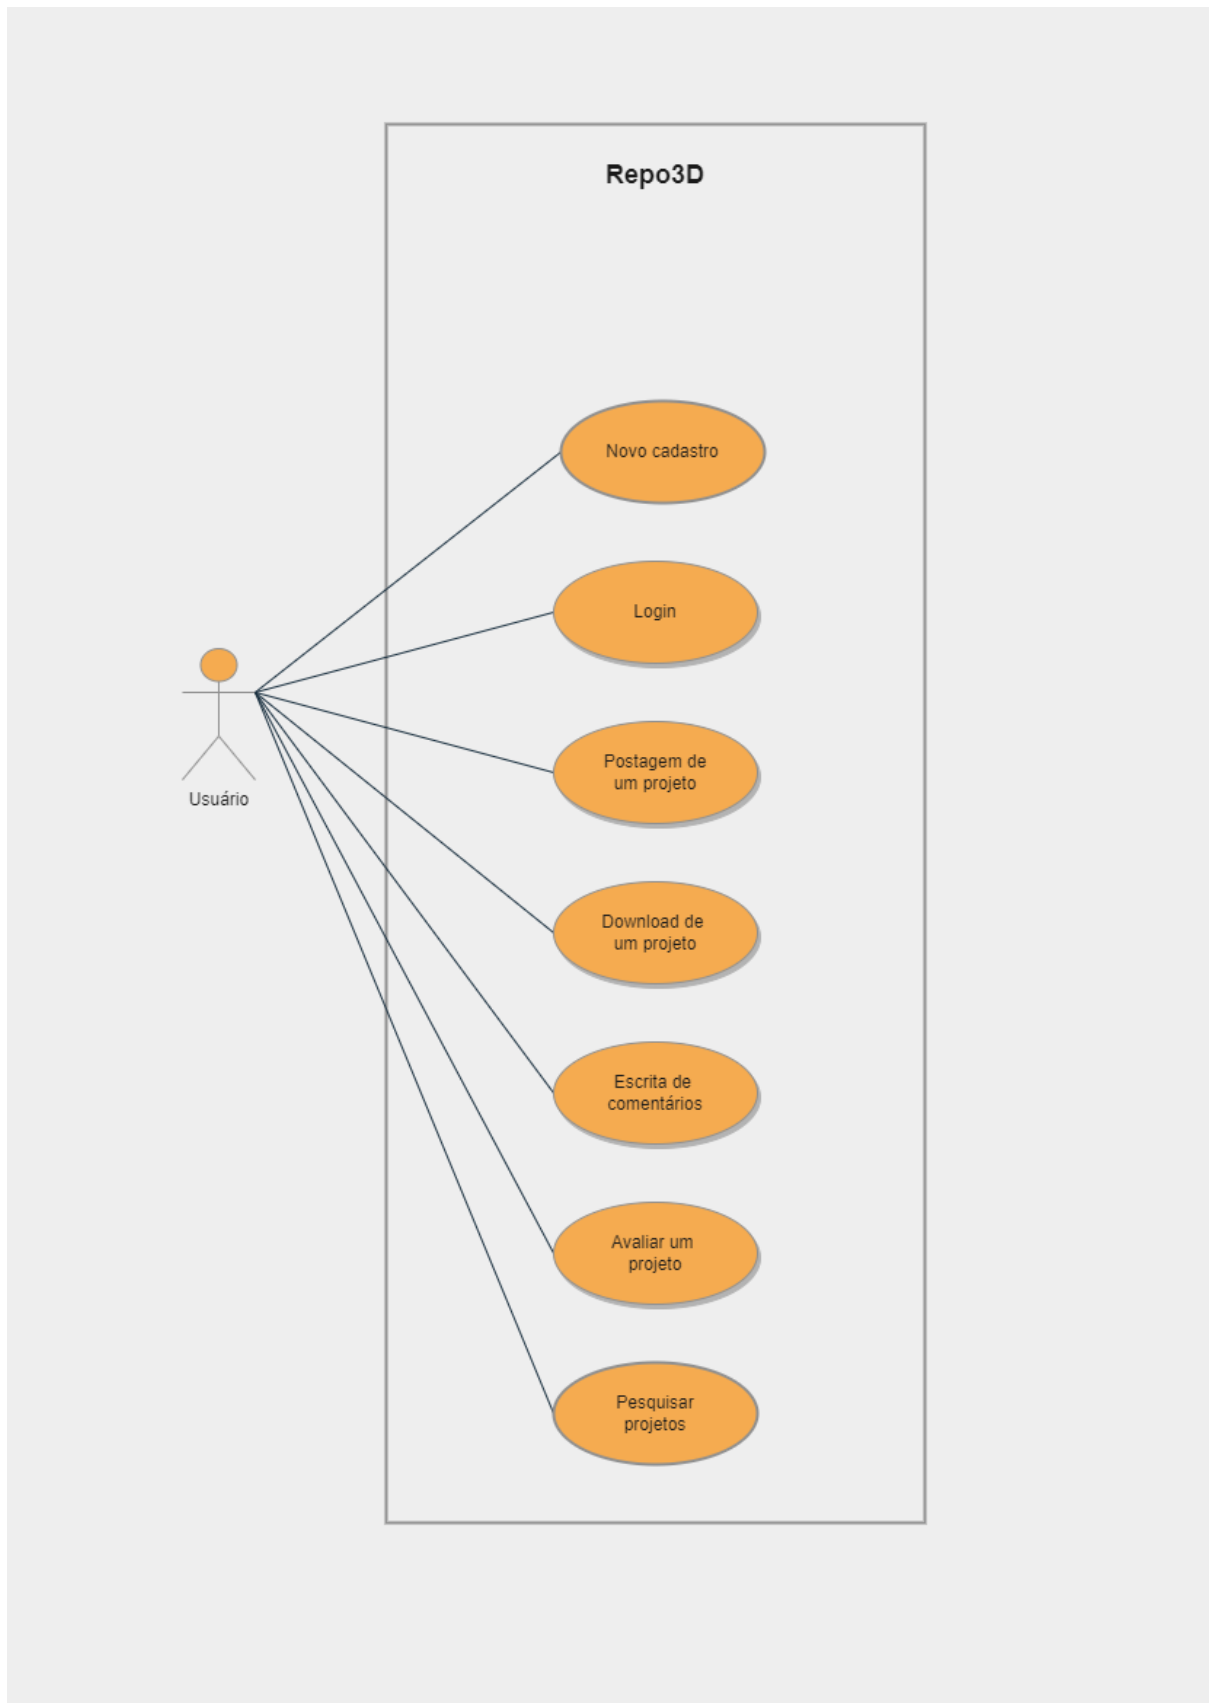 Repo3D
Novo cadastro
Login
Postagem de
um projeto
Usuário
Download de
um projeto
Escrita de
comentários
Avaliar um
projeto
Pesquisar
projetos